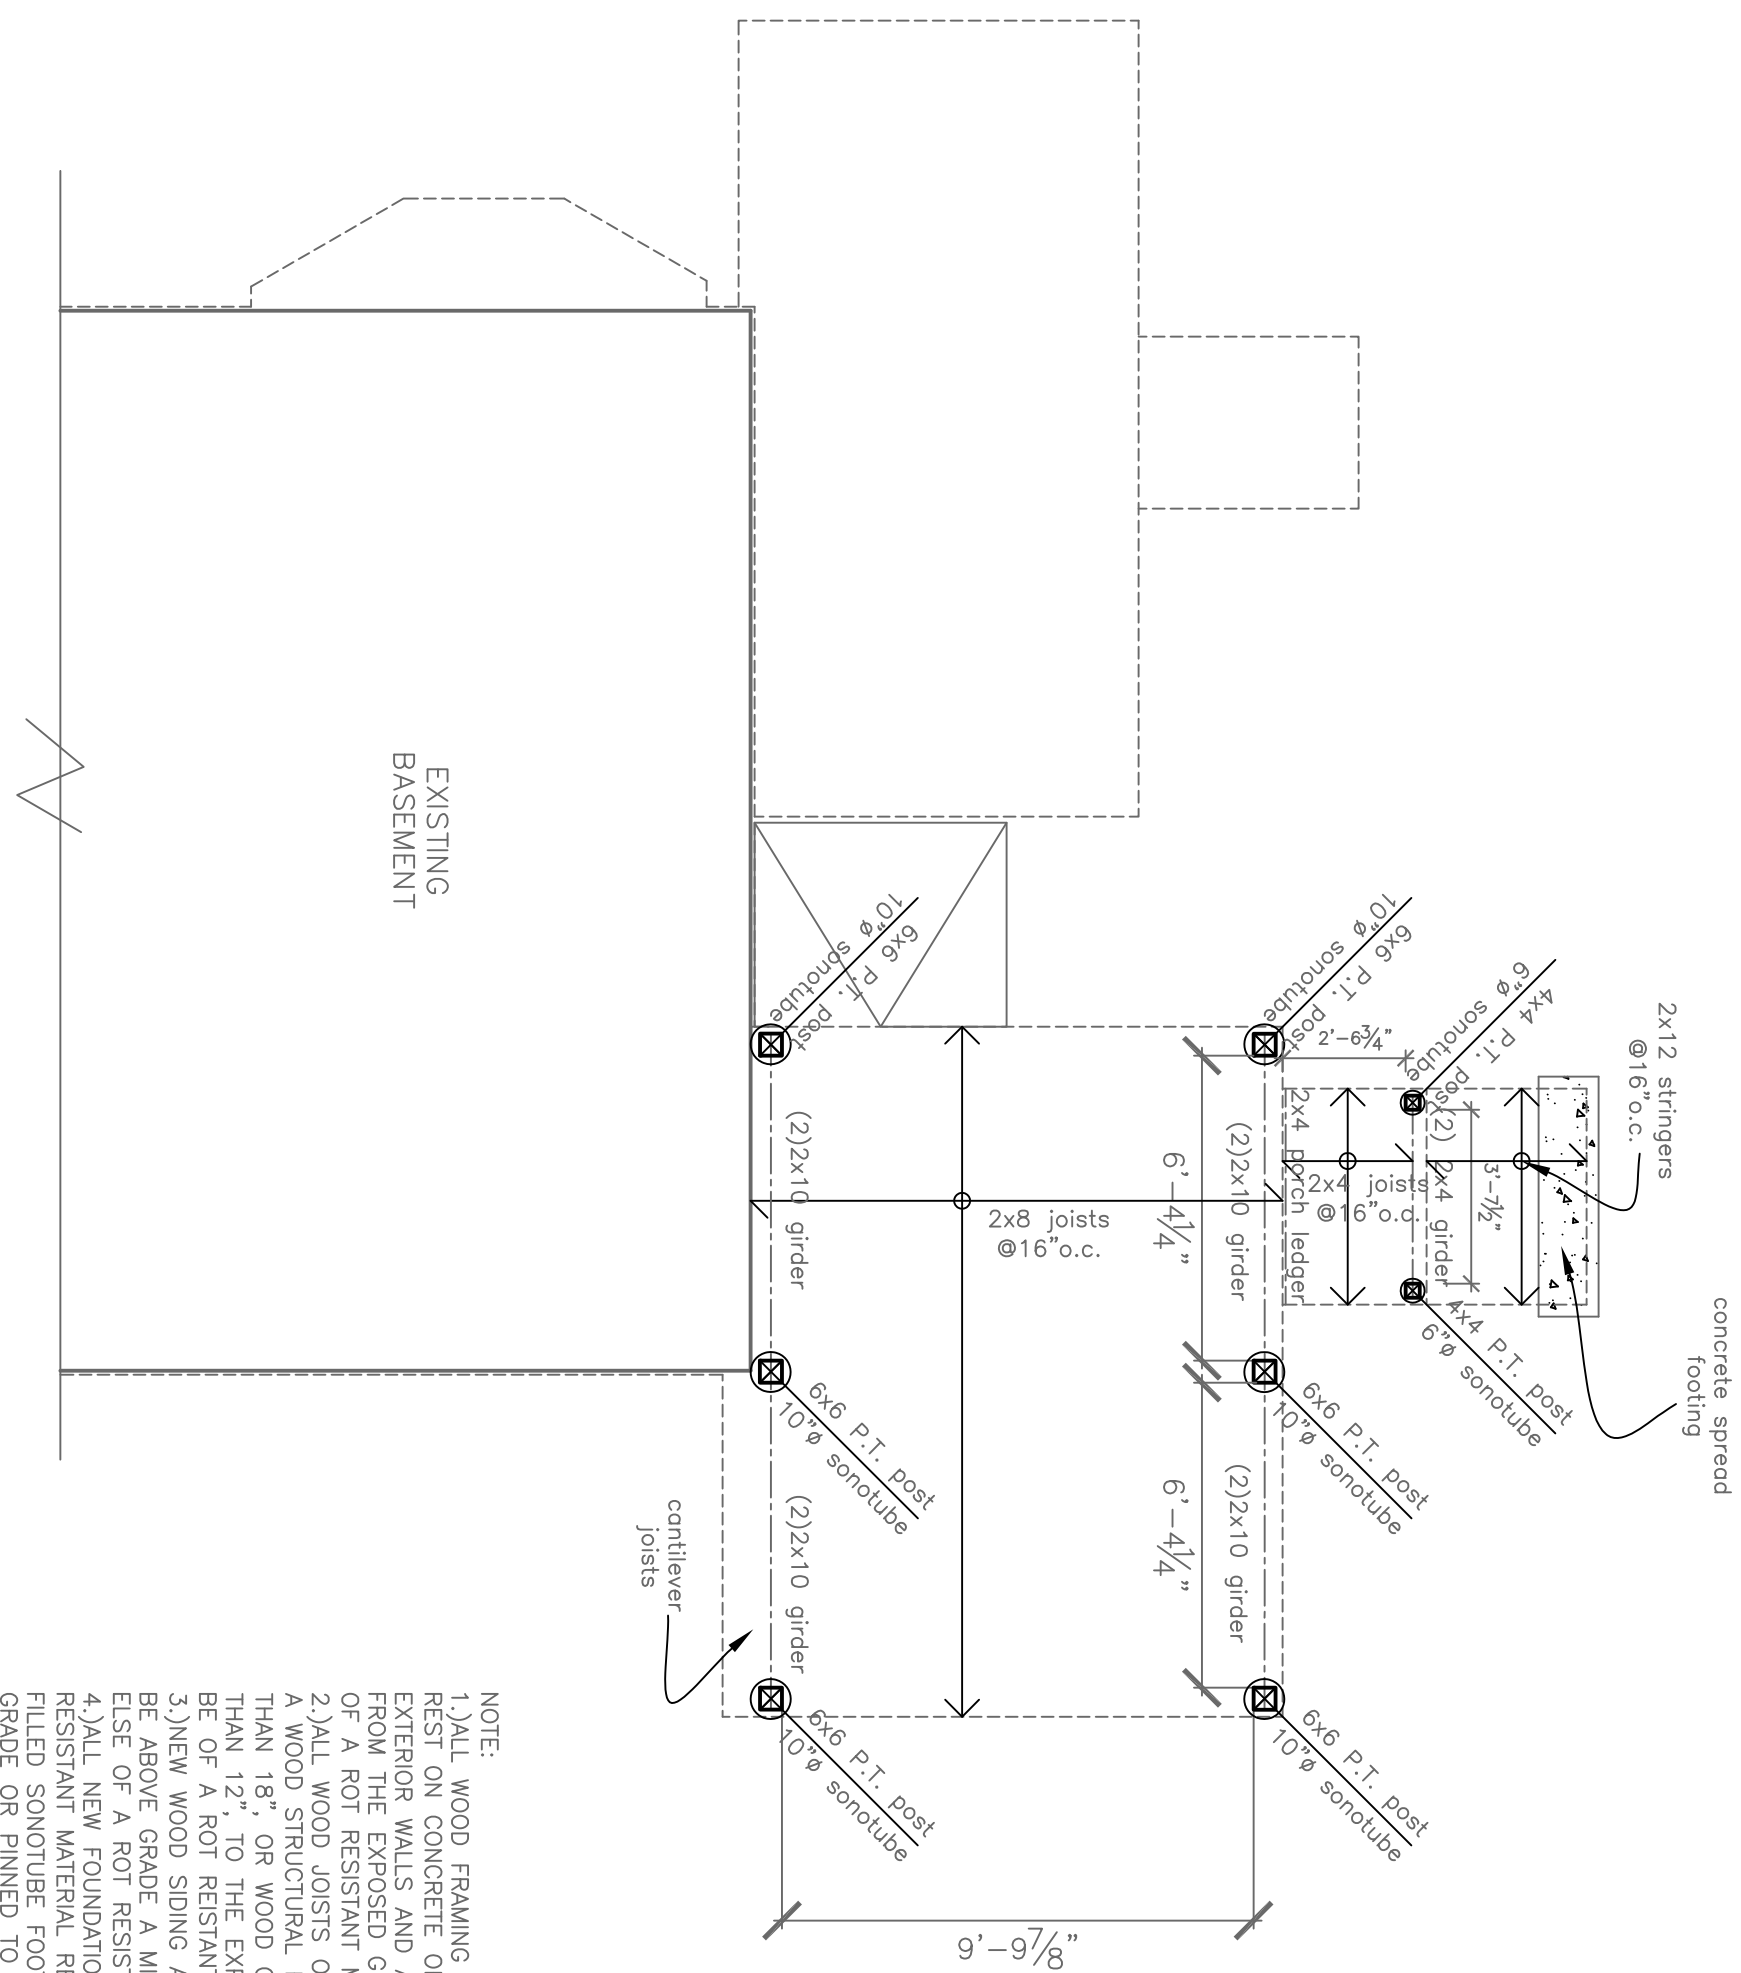 2x12 stringers
@16"o.c.
concrete spread
footing
4x4 P.T. post
6"ø sonotube
4x4 P.T. post
6"ø sonotube
3'-7½"
(2) 2x4 girder
2x4 joists
@16"o.c.
2x4 porch ledger
2'-6¾"
6x6 P.T. post
10"ø sonotube
6x6 P.T. post
10"ø sonotube
6x6 P.T. post
10"ø sonotube
(2)2x10 girder
(2)2x10 girder
6'-4¼"
6'-4¼"
2x8 joists
@16"o.c.
9'-9⅞"
6x6 P.T. post
10"ø sonotube
6x6 P.T. post
10"ø sonotube
6x6 P.T. post
10"ø sonotube
(2)2x10 girder
(2)2x10 girder
cantilever
joists
EXISTING
BASEMENT
NOTE:
1.)ALL WOOD FRAMING
REST ON CONCRETE
EXTERIOR WALLS AND
FROM THE EXPOSED
OF A ROT RESISTANT
2.)ALL WOOD JOISTS
A WOOD STRUCTURAL
THAN 18", OR WOOD
THAN 12", TO THE
BE OF A ROT REISTANT
3.)NEW WOOD SIDING
BE ABOVE GRADE A
ELSE OF A ROT
4.)ALL NEW
RESISTANT MATERIAL
FILLED SONOTUBE
GRADE OR PINNED TO